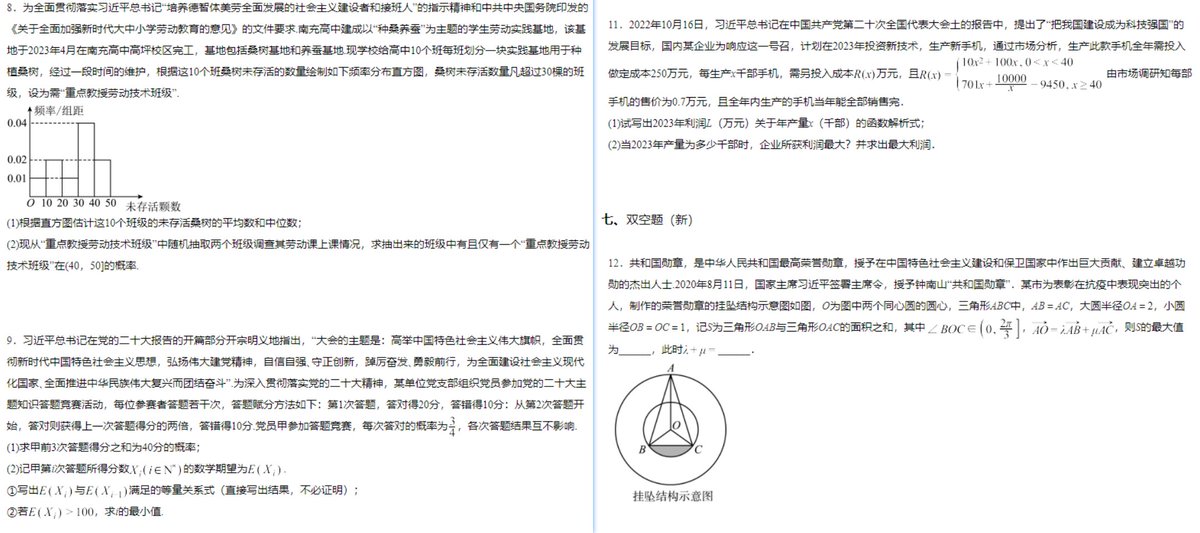 8．为全面贯彻落实习近平总书记“培养德智体美劳全面发展的社会主义建设者和接班人”的指示精神和中共中央国务院印发的
《关于全面加强新时代大中小学劳动教育的意见》的文件要求.南充高中建成以“种桑养蚕”为主题的学生劳动实践基地，该基
地于2023年4月在南充高中高坪校区完工，基地包括桑树基地和养蚕基地.现学校给高中10个班每班划分一块实践基地用于种
植桑树，经过一段时间的维护，根据这10个班桑树未存活的数量绘制如下频率分布直方图，桑树未存活数量凡超过30棵的班
级，设为需“重点教授劳动技术班级”.
频率/组距
0.04
0.02
0.01
O 10 20 30 40 50 未存活颗数
(1)根据直方图估计这10个班级的未存活桑树的平均数和中位数；
(2)现从“重点教授劳动技术班级”中随机抽取两个班级调查其劳动课上课情况，求抽出来的班级中有且仅有一个“重点教授劳动
技术班级”在(40，50]的概率.
9．习近平总书记在党的二十大报告的开篇部分开宗明义地指出，“大会的主题是：高举中国特色社会主义伟大旗帜，全面贯
彻新时代中国特色社会主义思想，弘扬伟大建党精神，自信自强、守正创新，踔厉奋发、勇毅前行，为全面建设社会主义现代
化国家、全面推进中华民族伟大复兴而团结奋斗”.为深入贯彻落实党的二十大精神，某单位党支部组织党员参加党的二十大主
题知识答题竞赛活动，每位参赛者答题若干次，答题赋分方法如下：第1次答题，答对得20分，答错得10分：从第2次答题开
始，答对则获得上一次答题得分的两倍，答错得10分.党员甲参加答题竞赛，每次答对的概率为3/4，各次答题结果互不影响.
(1)求甲前3次答题得分之和为40分的概率；
(2)记甲第i次答题所得分数X_i(i∈N*)的数学期望为E(X_i).
①写出E(X_i)与E(X_{i-1})满足的等量关系式（直接写出结果，不必证明）；
②若E(X_i)>100，求i的最小值.
11．2022年10月16日，习近平总书记在中国共产党第二十次全国代表大会士的报告中，提出了“把我国建设成为科技强国”的
发展目标，国内某企业为响应这一号召，计划在2023年投资新技术，生产新手机，通过市场分析，生产此款手机全年需投入
做定成本250万元，每生产x千部手机，需另投入成本R(x)万元，且R(x)={10x²+100x, 0<x<40; 701x+10000/x-9450, x≥40 由市场调研知每部
手机的售价为0.7万元，且全年内生产的手机当年能全部销售完.
(1)试写出2023年利润L（万元）关于年产量x（千部）的函数解析式；
(2)当2023年产量为多少千部时，企业所获利润最大？并求出最大利润．
七、双空题（新）
12．共和国勋章，是中华人民共和国最高荣誉勋章，授予在中国特色社会主义建设和保卫国家中作出巨大贡献、建立卓越功
勋的杰出人士.2020年8月11日，国家主席习近平签署主席令，授予钟南山“共和国勋章”．某市为表彰在抗疫中表现突出的个
人，制作的荣誉勋章的挂坠结构示意图如图，O为图中两个同心圆的圆心，三角形ABC中，AB=AC，大圆半径OA=2，小圆
半径OB=OC=1，记S为三角形OAB与三角形OAC的面积之和，其中∠BOC∈(0, 2π/3]，AO→=λAB→+μAC→，则S的最大值
为______，此时λ+μ=______．
A
O
B
C
挂坠结构示意图